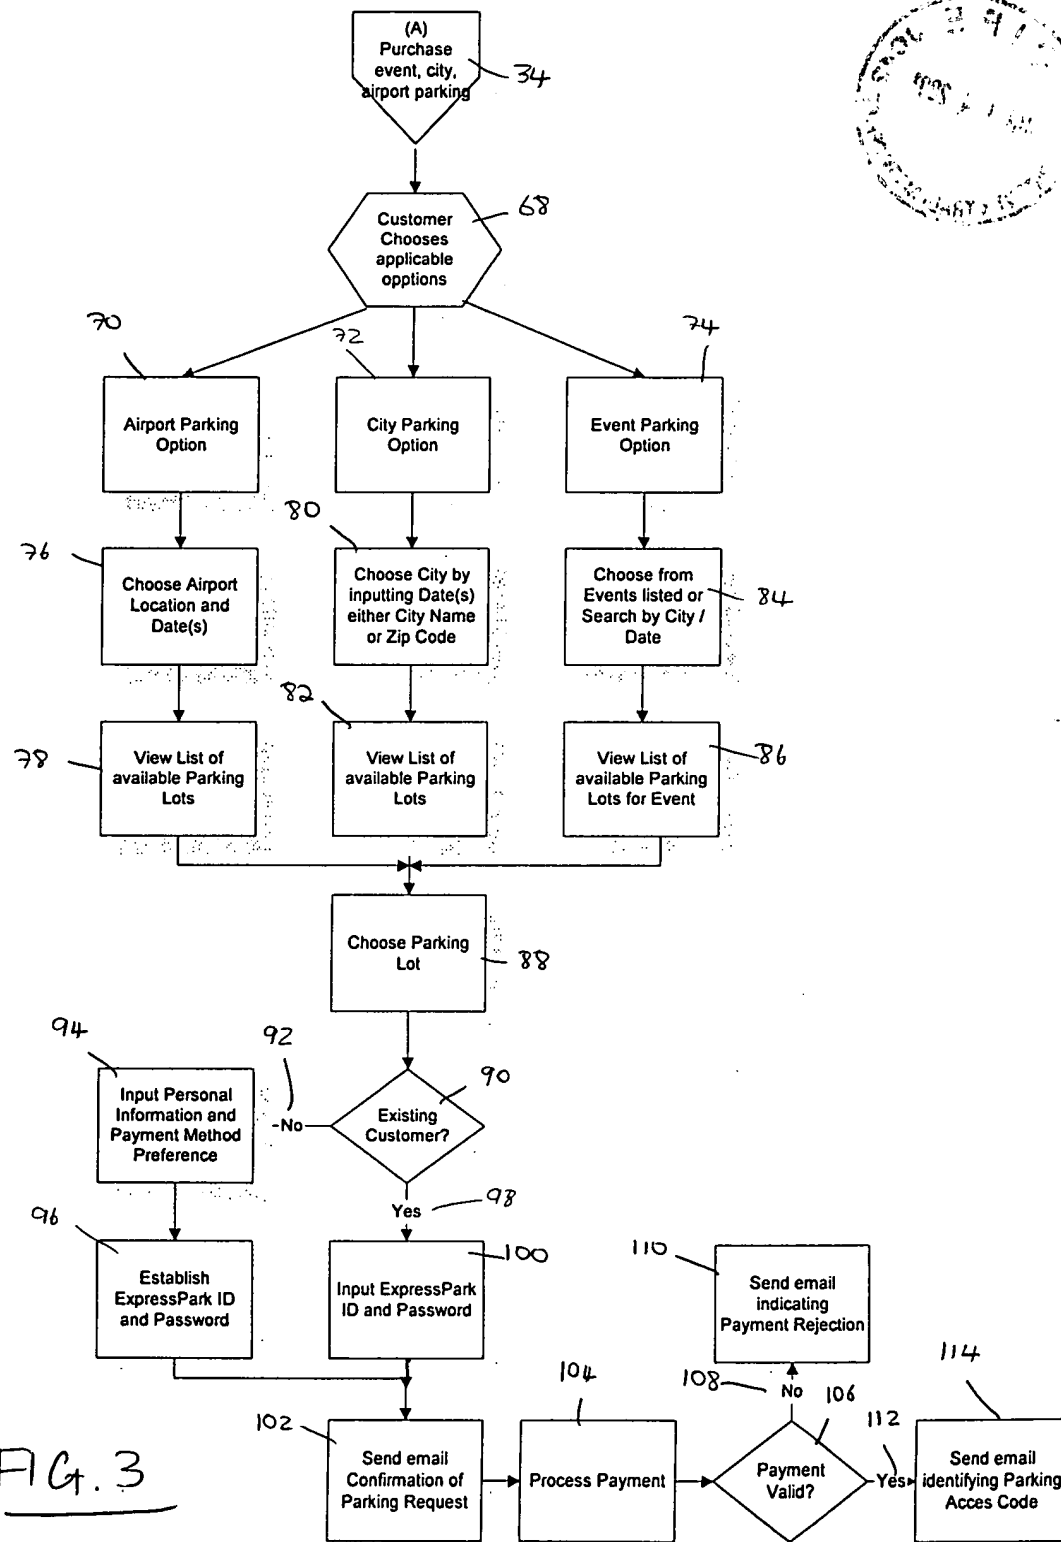 (A)
Purchase
event, city,
airport parking
34
Customer
Chooses
applicable
opptions
68
70
72
74
Airport Parking
Option
City Parking
Option
Event Parking
Option
76
80
84
Choose Airport
Location and
Date(s)
Choose City by
inputting Date(s)
either City Name
or Zip Code
Choose from
Events listed or
Search by City /
Date
78
82
86
View List of
available Parking
Lots
View List of
available Parking
Lots
View List of
available Parking
Lots for Event
Choose Parking
Lot
88
94
92
90
Input Personal
Information and
Payment Method
Preference
-No
Existing
Customer?
Yes
98
96
100
Establish
ExpressPark ID
and Password
Input ExpressPark
ID and Password
110
Send email
indicating
Payment Rejection
102
104
108
No
106
112
114
Send email
Confirmation of
Parking Request
Process Payment
Payment
Valid?
Yes
Send email
identifying Parking
Acces Code
FIG. 3